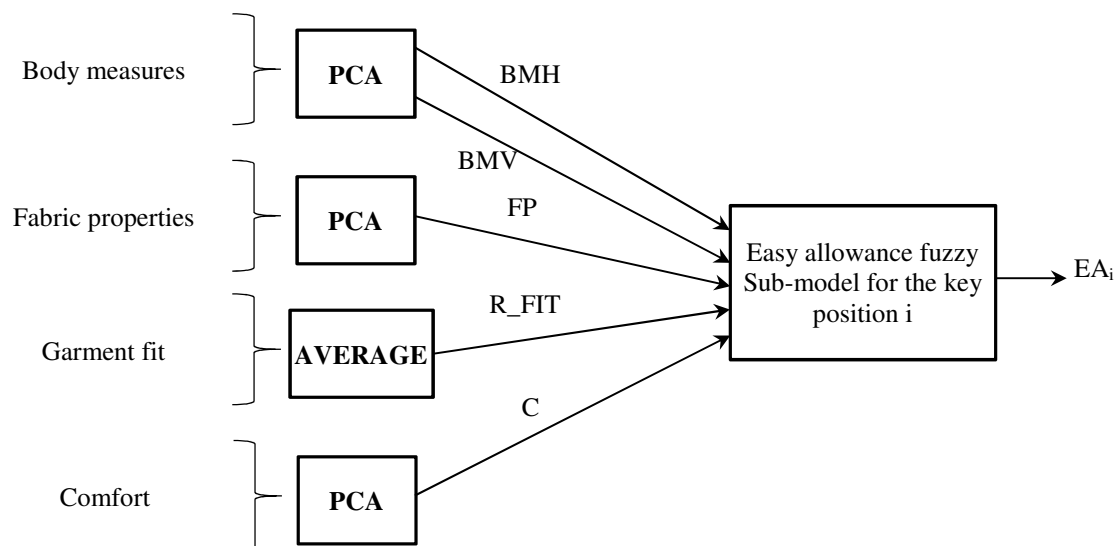 Body measures
PCA
BMH
BMV
Fabric properties
PCA
FP
Easy allowance fuzzy
Sub-model for the key
position i
EAi
Garment fit
AVERAGE
R_FIT
Comfort
PCA
C